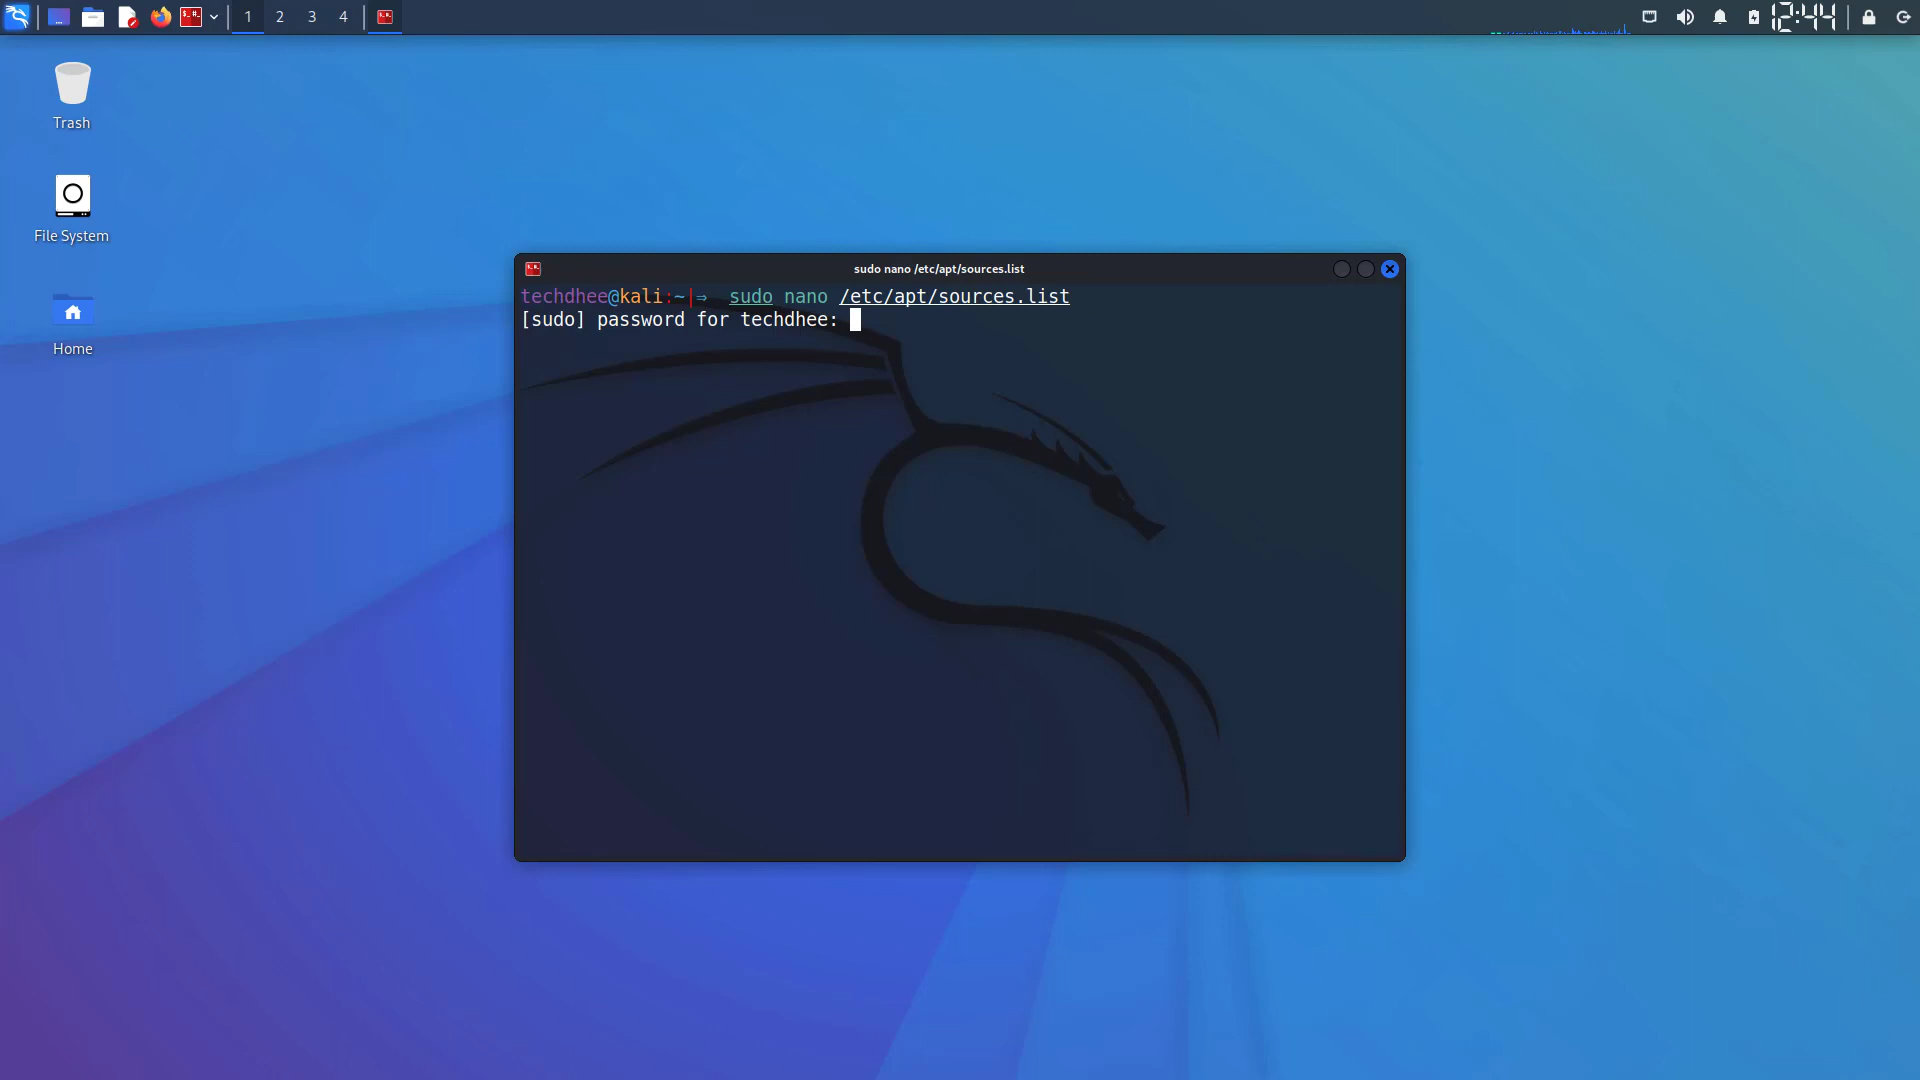 1 2 3 4
12:44
Trash
File System
Home
sudo nano /etc/apt/sources.list
techdhee@kali:~|⇒ sudo nano /etc/apt/sources.list
[sudo] password for techdhee: